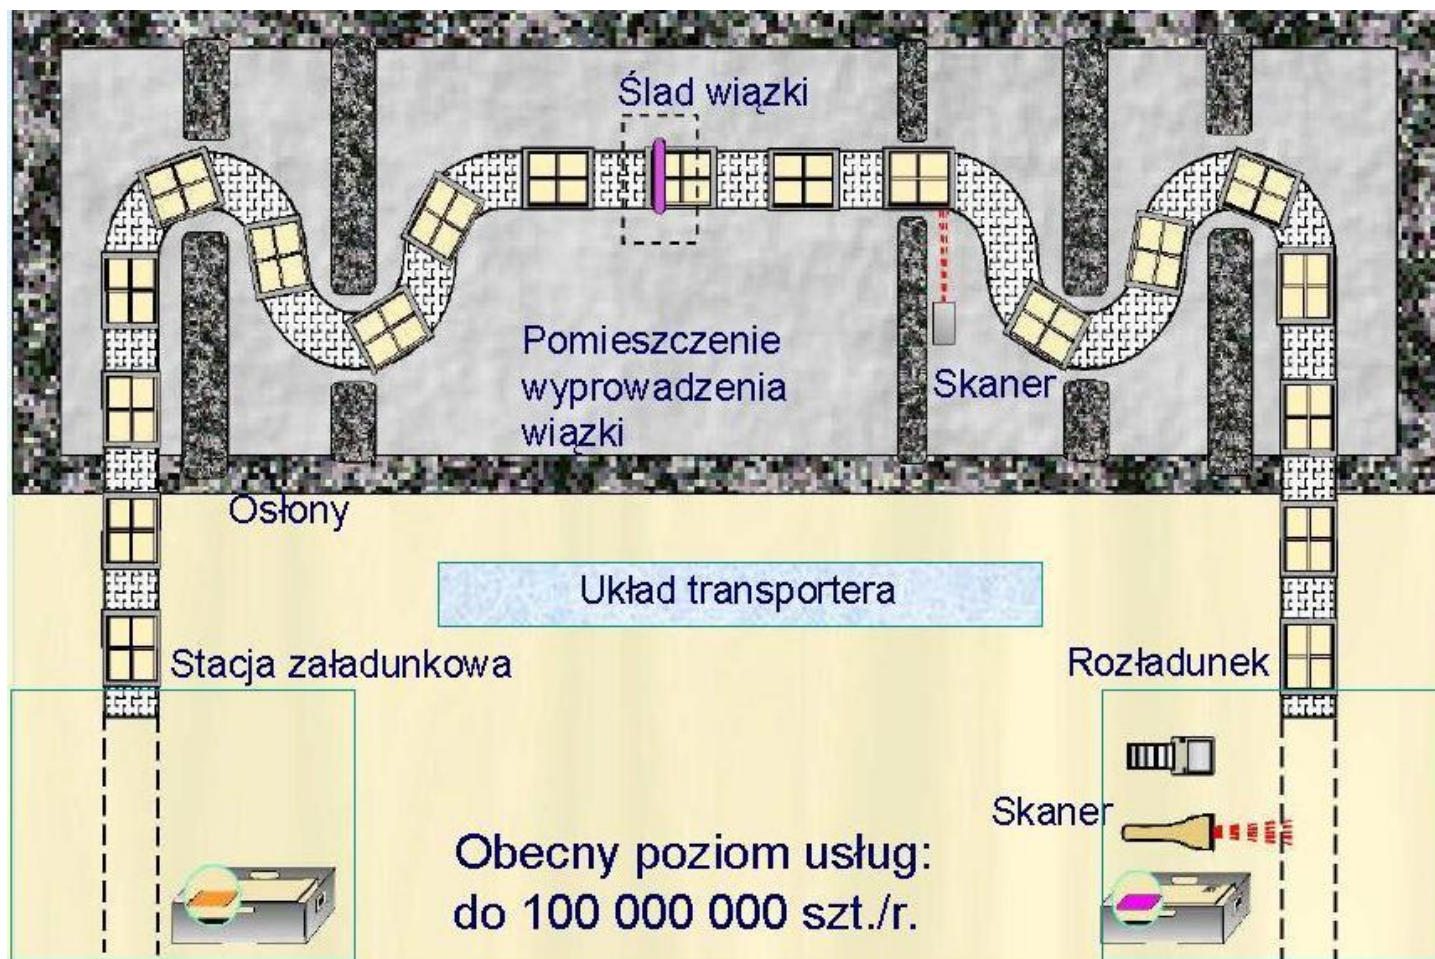 Ślad wiązki
Pomieszczenie
wyprowadzenia
wiązki
Skaner
Osłony
Układ transportera
Stacja załadunkowa
Rozładunek
Skaner
Obecny poziom usług:
do 100 000 000 szt./r.